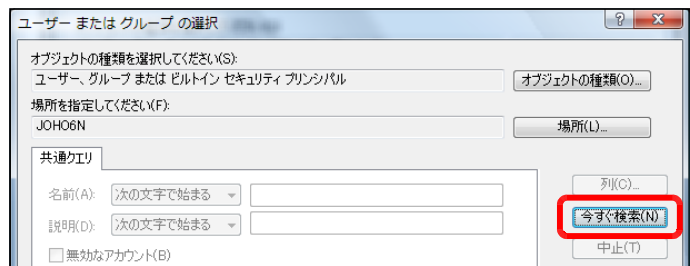 ユーザー または グループ の選択
オブジェクトの種類を選択してください(S):
ユーザー、グループ または ビルトイン セキュリティ プリンシパル
オブジェクトの種類(O)...
場所を指定してください(F):
JOHO6N
場所(L)...
共通クエリ
名前(A):
次の文字で始まる
列(C)...
説明(D):
次の文字で始まる
今すぐ検索(N)
無効なアカウント(B)
中止(T)